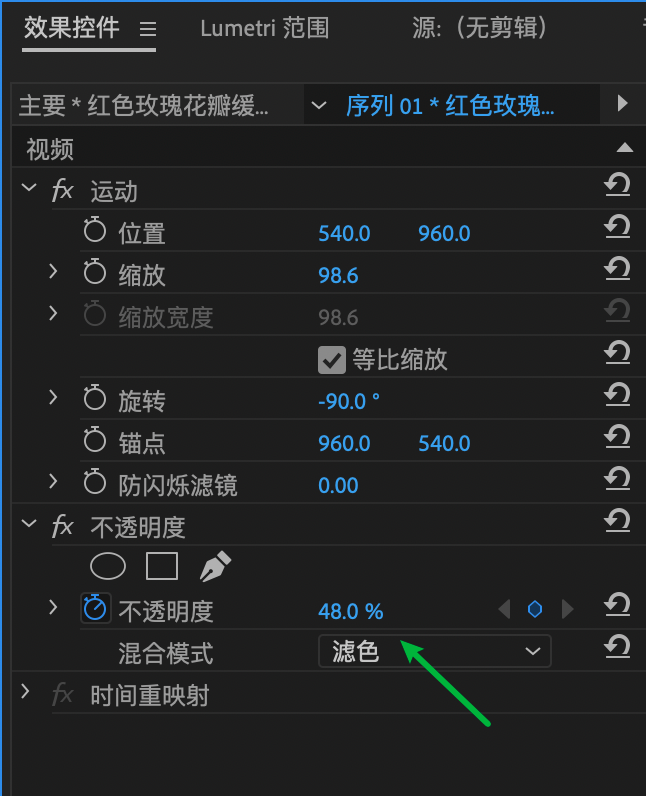 效果控件 Lumetri 范围 源:（无剪辑）
主要 * 红色玫瑰花瓣缓... 序列 01 * 红色玫瑰...
视频
fx 运动
位置 540.0 960.0
缩放 98.6
缩放宽度 98.6
等比缩放
旋转 -90.0 °
锚点 960.0 540.0
防闪烁滤镜 0.00
fx 不透明度
不透明度 48.0 %
混合模式 滤色
fx 时间重映射